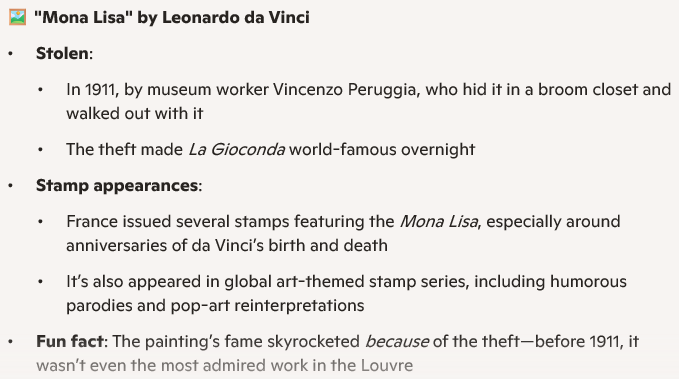 🖼️ "Mona Lisa" by Leonardo da Vinci
• Stolen:
• In 1911, by museum worker Vincenzo Peruggia, who hid it in a broom closet and
walked out with it
• The theft made La Gioconda world-famous overnight
• Stamp appearances:
• France issued several stamps featuring the Mona Lisa, especially around
anniversaries of da Vinci’s birth and death
• It’s also appeared in global art-themed stamp series, including humorous
parodies and pop-art reinterpretations
• Fun fact: The painting’s fame skyrocketed because of the theft—before 1911, it
wasn’t even the most admired work in the Louvre